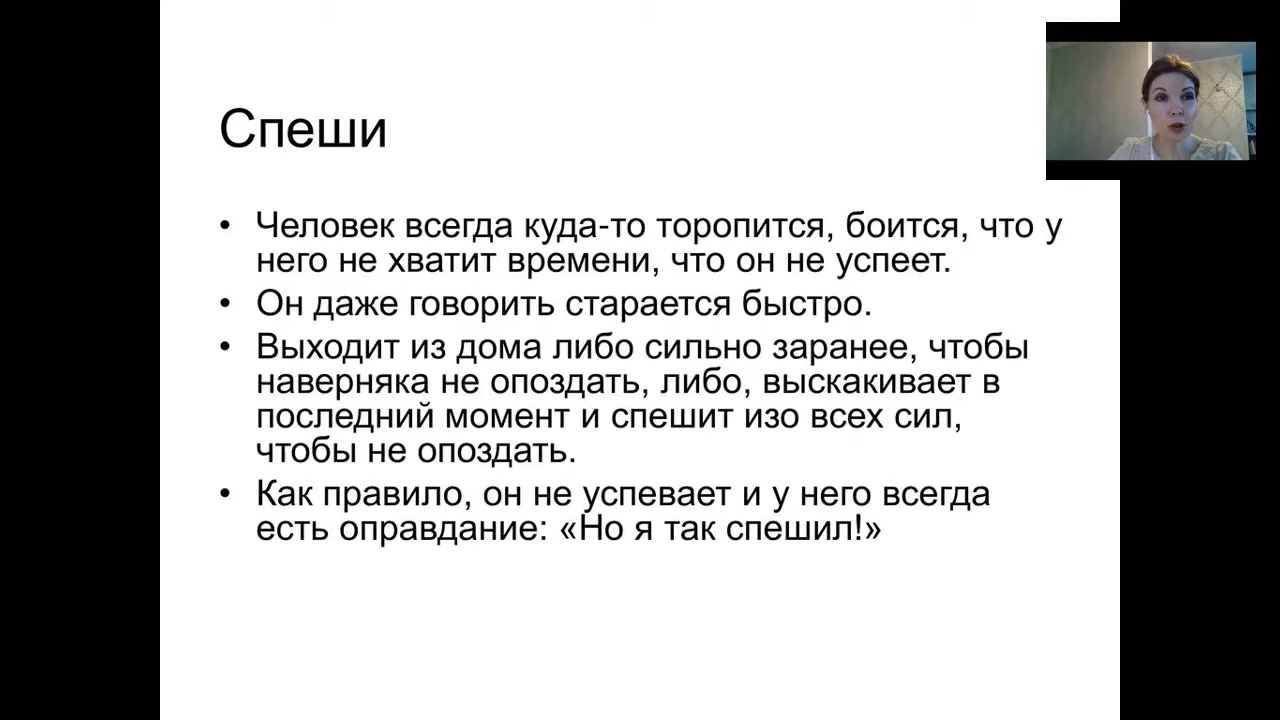 Спеши
• Человек всегда куда-то торопится, боится, что у
него не хватит времени, что он не успеет.
• Он даже говорить старается быстро.
• Выходит из дома либо сильно заранее, чтобы
наверняка не опоздать, либо, выскакивает в
последний момент и спешит изо всех сил,
чтобы не опоздать.
• Как правило, он не успевает и у него всегда
есть оправдание: «Но я так спешил!»